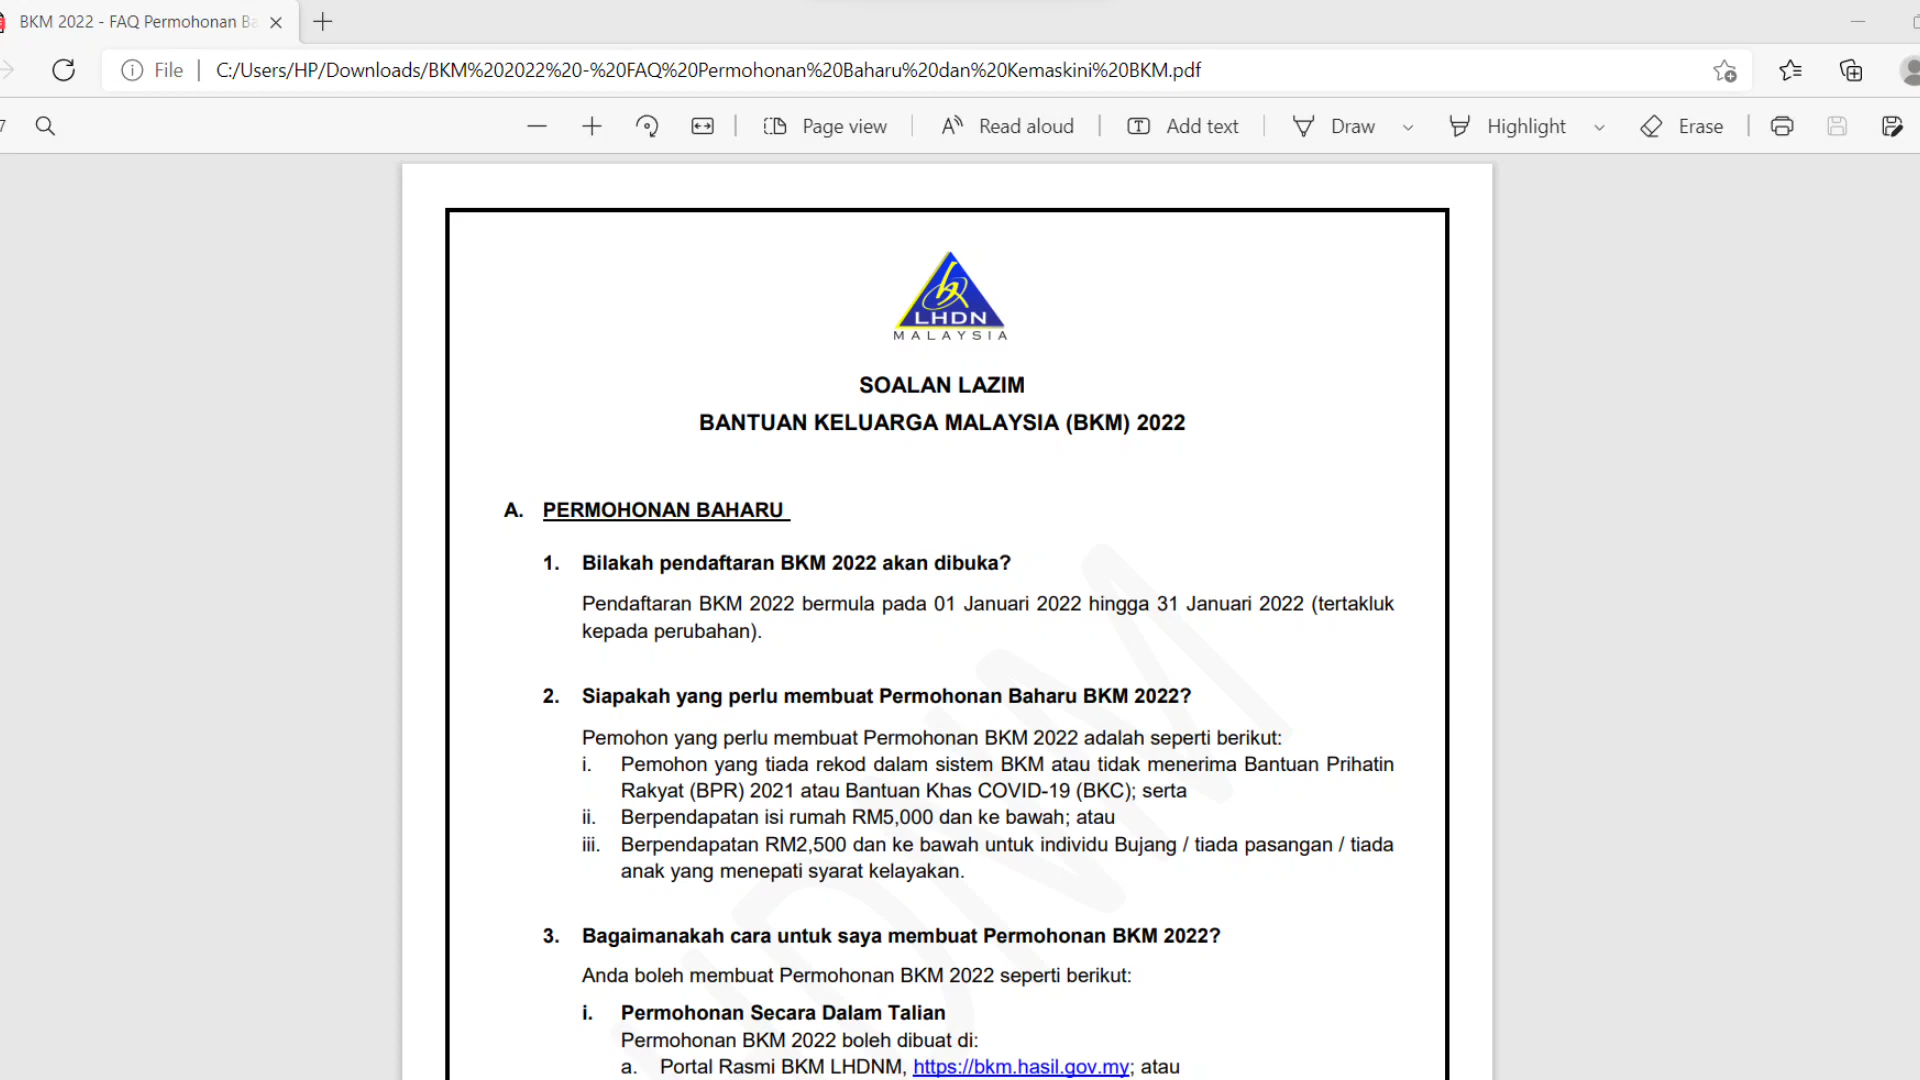 BKM 2022 - FAQ Permohonan Ba
File
C:/Users/HP/Downloads/BKM%202022%20-%20FAQ%20Permohonan%20Baharu%20dan%20Kemaskini%20BKM.pdf
7
Page view
Read aloud
Add text
Draw
Highlight
Erase
LHDN
MALAYSIA
SOALAN LAZIM
BANTUAN KELUARGA MALAYSIA (BKM) 2022
A. PERMOHONAN BAHARU
1. Bilakah pendaftaran BKM 2022 akan dibuka?
Pendaftaran BKM 2022 bermula pada 01 Januari 2022 hingga 31 Januari 2022 (tertakluk
kepada perubahan).
2. Siapakah yang perlu membuat Permohonan Baharu BKM 2022?
Pemohon yang perlu membuat Permohonan BKM 2022 adalah seperti berikut:
i. Pemohon yang tiada rekod dalam sistem BKM atau tidak menerima Bantuan Prihatin
Rakyat (BPR) 2021 atau Bantuan Khas COVID-19 (BKC); serta
ii. Berpendapatan isi rumah RM5,000 dan ke bawah; atau
iii. Berpendapatan RM2,500 dan ke bawah untuk individu Bujang / tiada pasangan / tiada
anak yang menepati syarat kelayakan.
3. Bagaimanakah cara untuk saya membuat Permohonan BKM 2022?
Anda boleh membuat Permohonan BKM 2022 seperti berikut:
i. Permohonan Secara Dalam Talian
Permohonan BKM 2022 boleh dibuat di:
a. Portal Rasmi BKM LHDNM, https://bkm.hasil.gov.my; atau